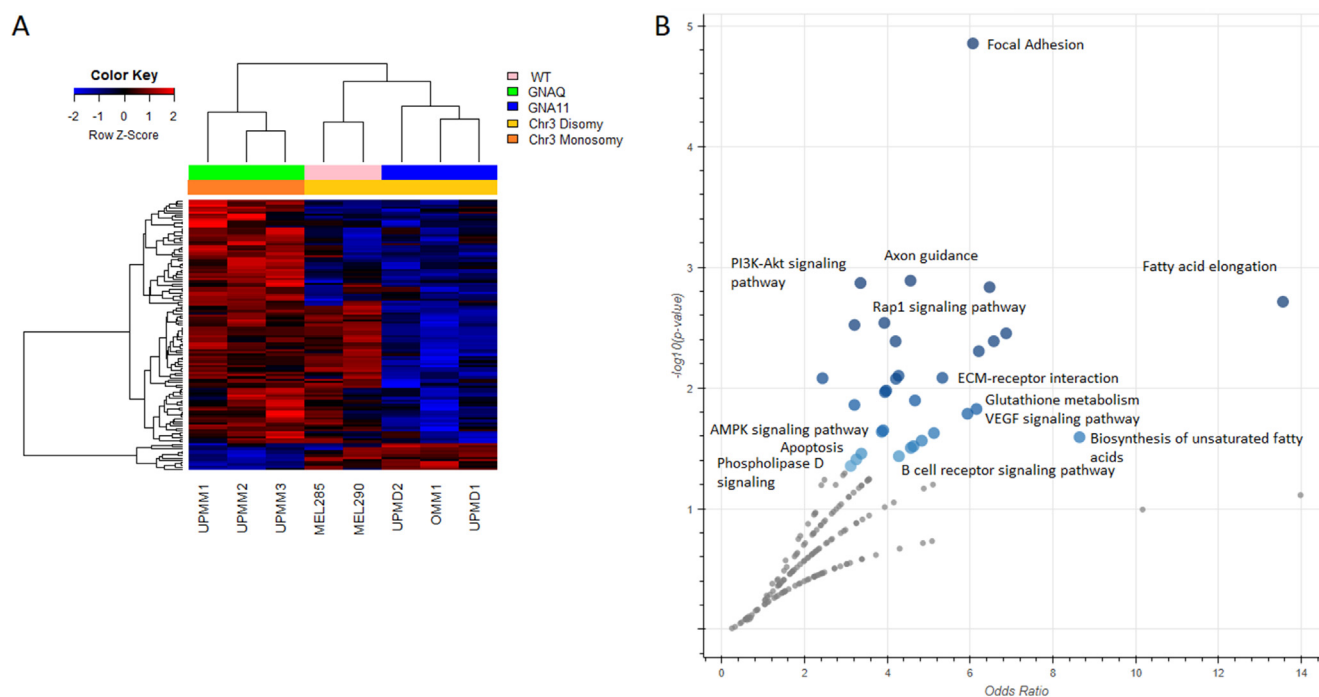 A
Color Key
-2 -1 0 1 2
Row Z-Score
WT
GNAQ
GNA11
Chr3 Disomy
Chr3 Monosomy
UPMM1
UPMM2
UPMM3
MEL285
MEL290
UPMD2
OMM1
UPMD1
B
5
4
3
2
1
-log10(p-value)
Focal Adhesion
PI3K-Akt signaling
pathway
Axon guidance
Rap1 signaling pathway
Fatty acid elongation
ECM-receptor interaction
Glutathione metabolism
VEGF signaling pathway
AMPK signaling pathway
Apoptosis
Phospholipase D
signaling
Biosynthesis of unsaturated fatty
acids
B cell receptor signaling pathway
0 2 4 6 8 10 12 14
Odds Ratio